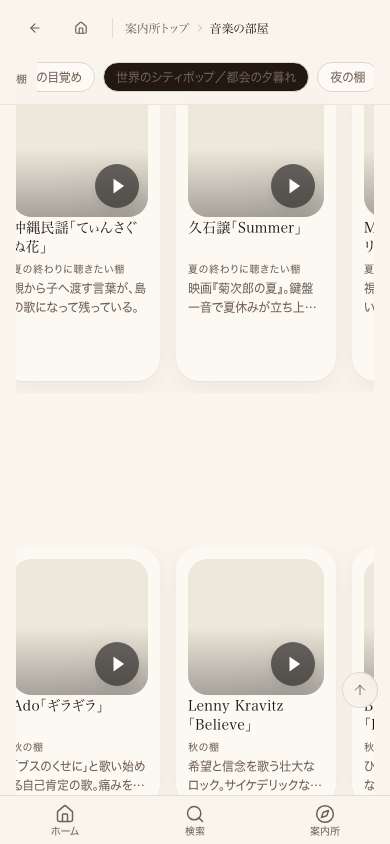 案内所トップ > 音楽の部屋
棚 の目覚め 世界のシティポップ／都会の夕暮れ 夜の棚
沖縄民謡「てぃんさぐ
ぬ花」
夏の終わりに聴きたい棚
親から子へ渡す言葉が、島
の歌になって残っている。
久石譲「Summer」
夏の終わりに聴きたい棚
映画『菊次郎の夏』。鍵盤
一音で夏休みが立ち上…
リ
夏
視
い
Ado「ギラギラ」
秋の棚
ブスのくせに」と歌い始め
る自己肯定の歌。痛みを…
Lenny Kravitz
「Believe」
秋の棚
希望と信念を歌う壮大な
ロック。サイケデリックな…
秋
ひ
ホーム 検索 案内所